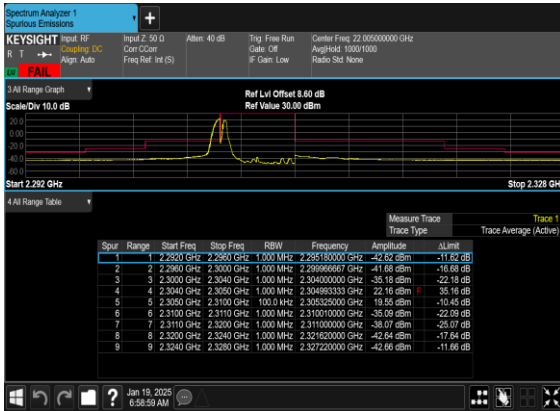 Spectrum Analyzer 1
Spurious Emissions
+
KEYSIGHT Input: RF Input Z: 50 Ω Atten: 40 dB Trig: Free Run Center Freq: 22.005000000 GHz
R T Coupling: DC Corr CCorr Gate: Off Avg|Hold: 1000/1000
Align: Auto Freq Ref: Int (S) IF Gain: Low Radio Std: None
FAIL
3 All Range Graph
Ref Lvl Offset 8.60 dB
Scale/Div 10.0 dB Ref Value 30.00 dBm
20.0
0.00
-20.0
-40.0
-60.0
Start 2.292 GHz Stop 2.328 GH
4 All Range Table
Measure Trace Trace 1
Trace Type Trace Average (Active)
Spur Range Start Freq Stop Freq RBW Frequency Amplitude ΔLimit
1 1 2.2920 GHz 2.2960 GHz 1.000 MHz 2.295180000 GHz -42.62 dBm -11.62 dB
2 2 2.2960 GHz 2.3000 GHz 1.000 MHz 2.299966667 GHz -41.68 dBm -16.68 dB
3 3 2.3000 GHz 2.3040 GHz 1.000 MHz 2.304000000 GHz -35.18 dBm -22.18 dB
4 4 2.3040 GHz 2.3050 GHz 1.000 MHz 2.304993333 GHz 22.16 dBm F 35.16 dB
5 5 2.3050 GHz 2.3100 GHz 100.0 kHz 2.305325000 GHz 19.55 dBm -10.45 dB
6 6 2.3100 GHz 2.3110 GHz 1.000 MHz 2.310010000 GHz -35.09 dBm -22.09 dB
7 7 2.3110 GHz 2.3200 GHz 1.000 MHz 2.311000000 GHz -38.07 dBm -25.07 dB
8 8 2.3200 GHz 2.3240 GHz 1.000 MHz 2.321620000 GHz -42.64 dBm -17.64 dB
9 9 2.3240 GHz 2.3280 GHz 1.000 MHz 2.327220000 GHz -42.66 dBm -11.66 dB
? Jan 19, 2025
6:58:59 AM